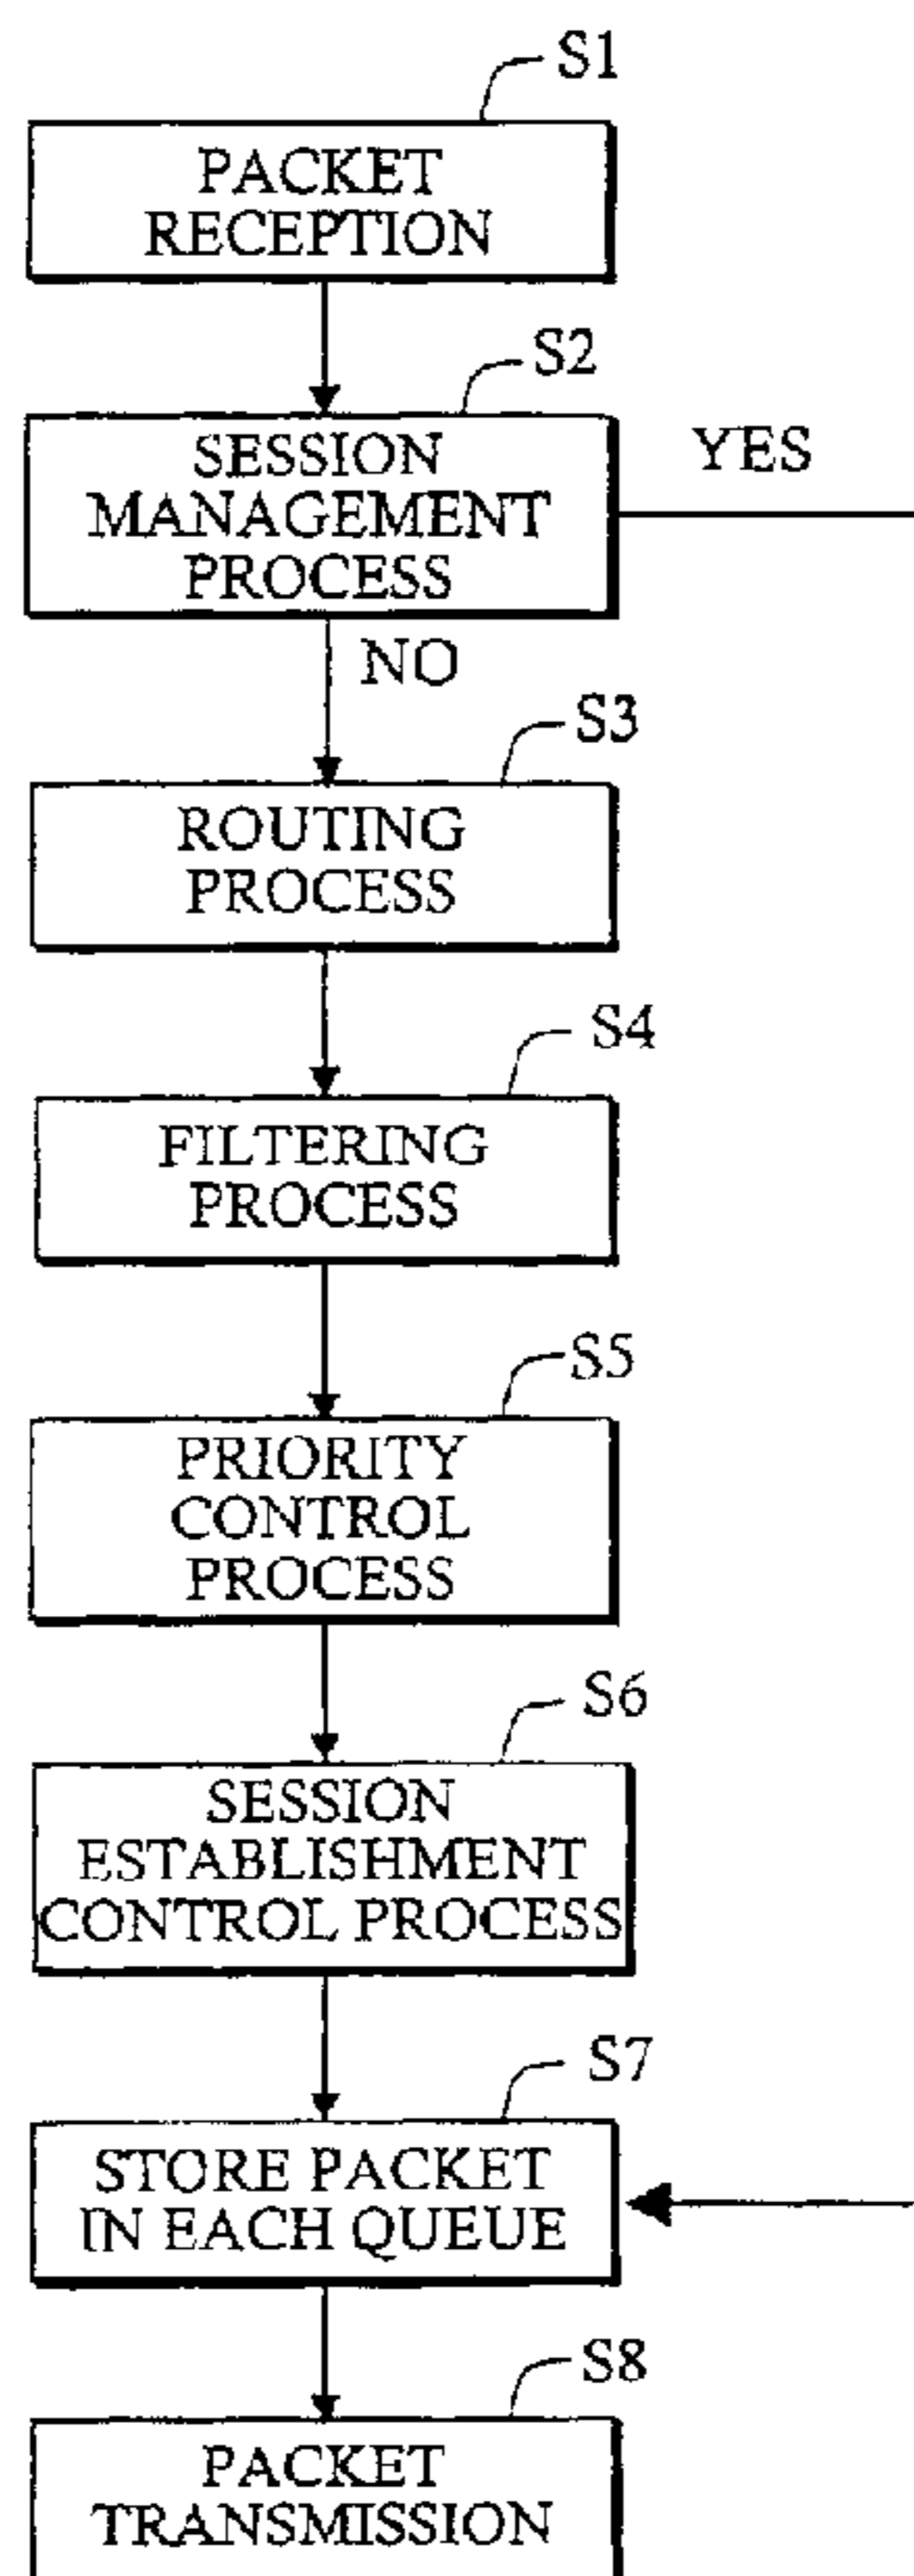 S1
PACKET
RECEPTION
S2
SESSION
MANAGEMENT
PROCESS
YES
NO
S3
ROUTING
PROCESS
S4
FILTERING
PROCESS
S5
PRIORITY
CONTROL
PROCESS
S6
SESSION
ESTABLISHMENT
CONTROL PROCESS
S7
STORE PACKET
IN EACH QUEUE
S8
PACKET
TRANSMISSION